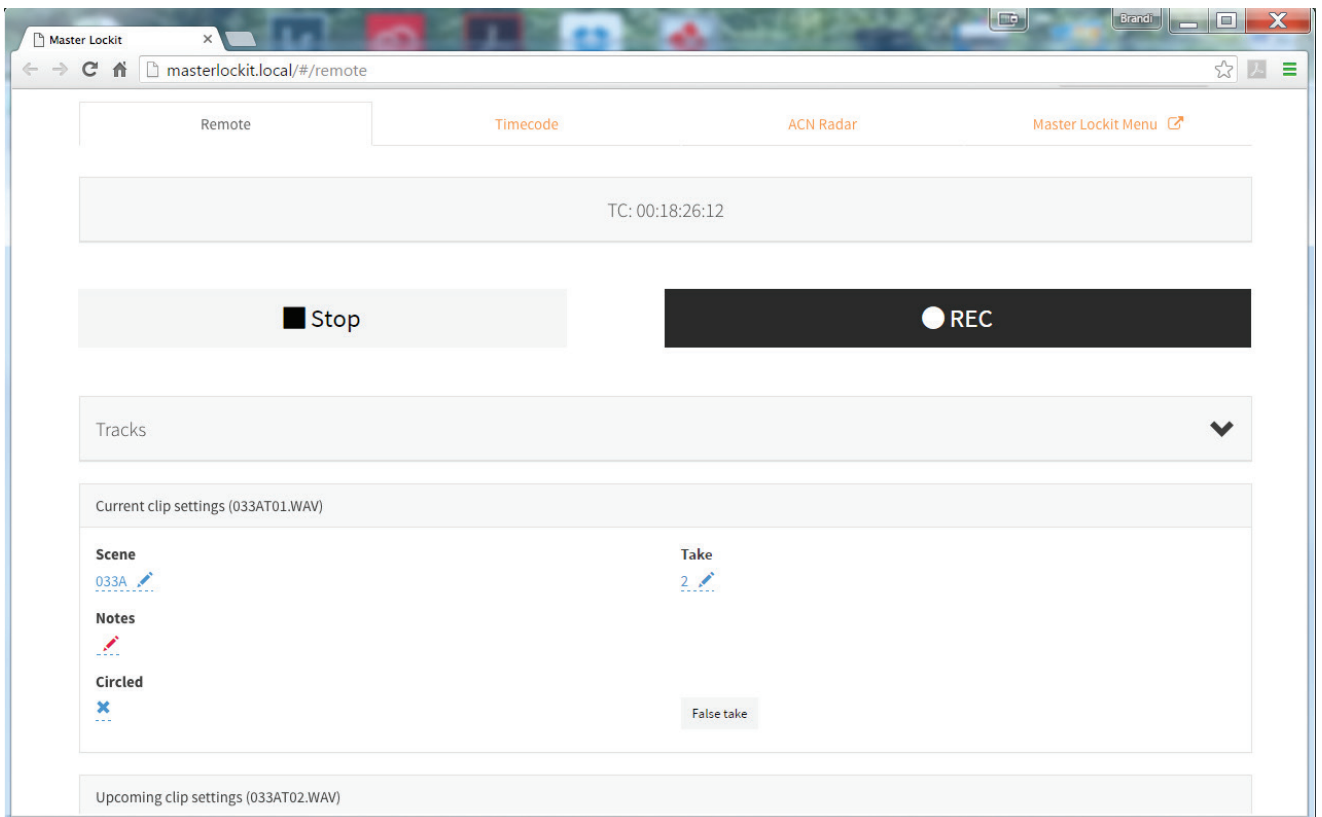 Brandi
Master Lockit
masterlockit.local/#/remote
Remote Timecode ACN Radar Master Lockit Menu
TC: 00:18:26:12
Stop REC
Tracks
Current clip settings (033AT01.WAV)
Scene Take
033A 2
Notes
Circled
False take
Upcoming clip settings (033AT02.WAV)